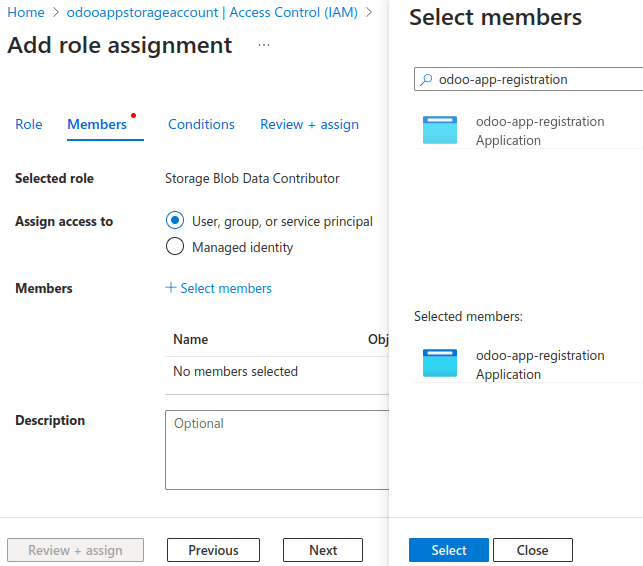 Home > odooappstorageaccount | Access Control (IAM) >
Add role assignment ...
Role Members Conditions Review + assign
Selected role Storage Blob Data Contributor
Assign access to User, group, or service principal
Managed identity
Members + Select members
Name Obj
No members selected
Description Optional
Review + assign Previous Next
Select members
odoo-app-registration
odoo-app-registration
Application
Selected members:
odoo-app-registration
Application
Select Close